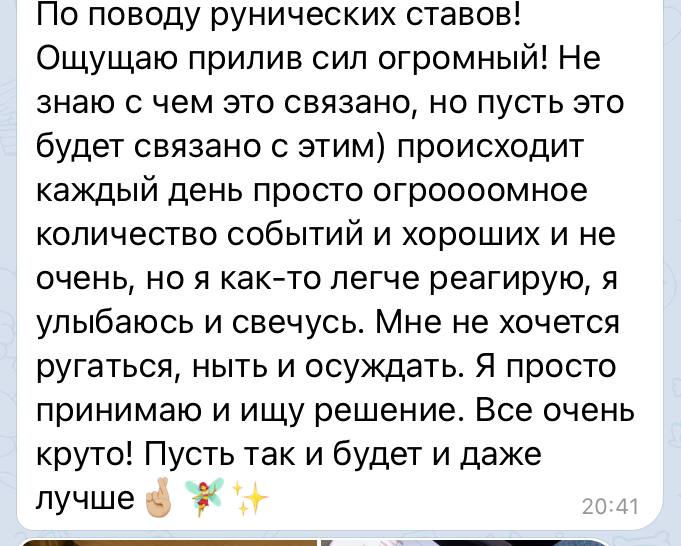 По поводу рунических ставов!
Ощущаю прилив сил огромный! Не
знаю с чем это связано, но пусть это
будет связано с этим) происходит
каждый день просто огроооомное
количество событий и хороших и не
очень, но я как-то легче реагирую, я
улыбаюсь и свечусь. Мне не хочется
ругаться, ныть и осуждать. Я просто
принимаю и ищу решение. Все очень
круто! Пусть так и будет и даже
лучше🤞🏼🧚‍♀️✨
20:41